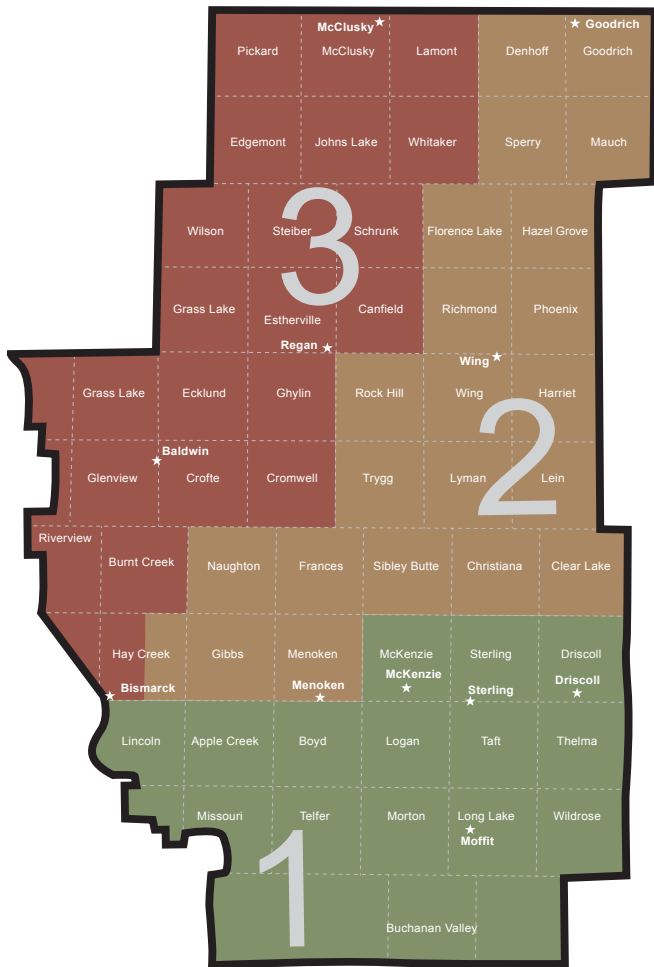 McClusky
Goodrich
Pickard
McClusky
Lamont
Denhoff
Goodrich
Edgemont
Johns Lake
Whitaker
Sperry
Mauch
3
Wilson
Steiber
Schrunk
Florence Lake
Hazel Grove
Grass Lake
Estherville
Canfield
Richmond
Phoenix
Regan
Wing
Grass Lake
Ecklund
Ghylin
Rock Hill
Wing
Harriet
2
Baldwin
Glenview
Crofte
Cromwell
Trygg
Lyman
Lein
Riverview
Burnt Creek
Naughton
Frances
Sibley Butte
Christiana
Clear Lake
Hay Creek
Gibbs
Menoken
McKenzie
Sterling
Driscoll
Bismarck
Menoken
McKenzie
Sterling
Driscoll
Lincoln
Apple Creek
Boyd
Logan
Taft
Thelma
Missouri
Telfer
Morton
Long Lake
Wildrose
Moffit
1
Buchanan Valley